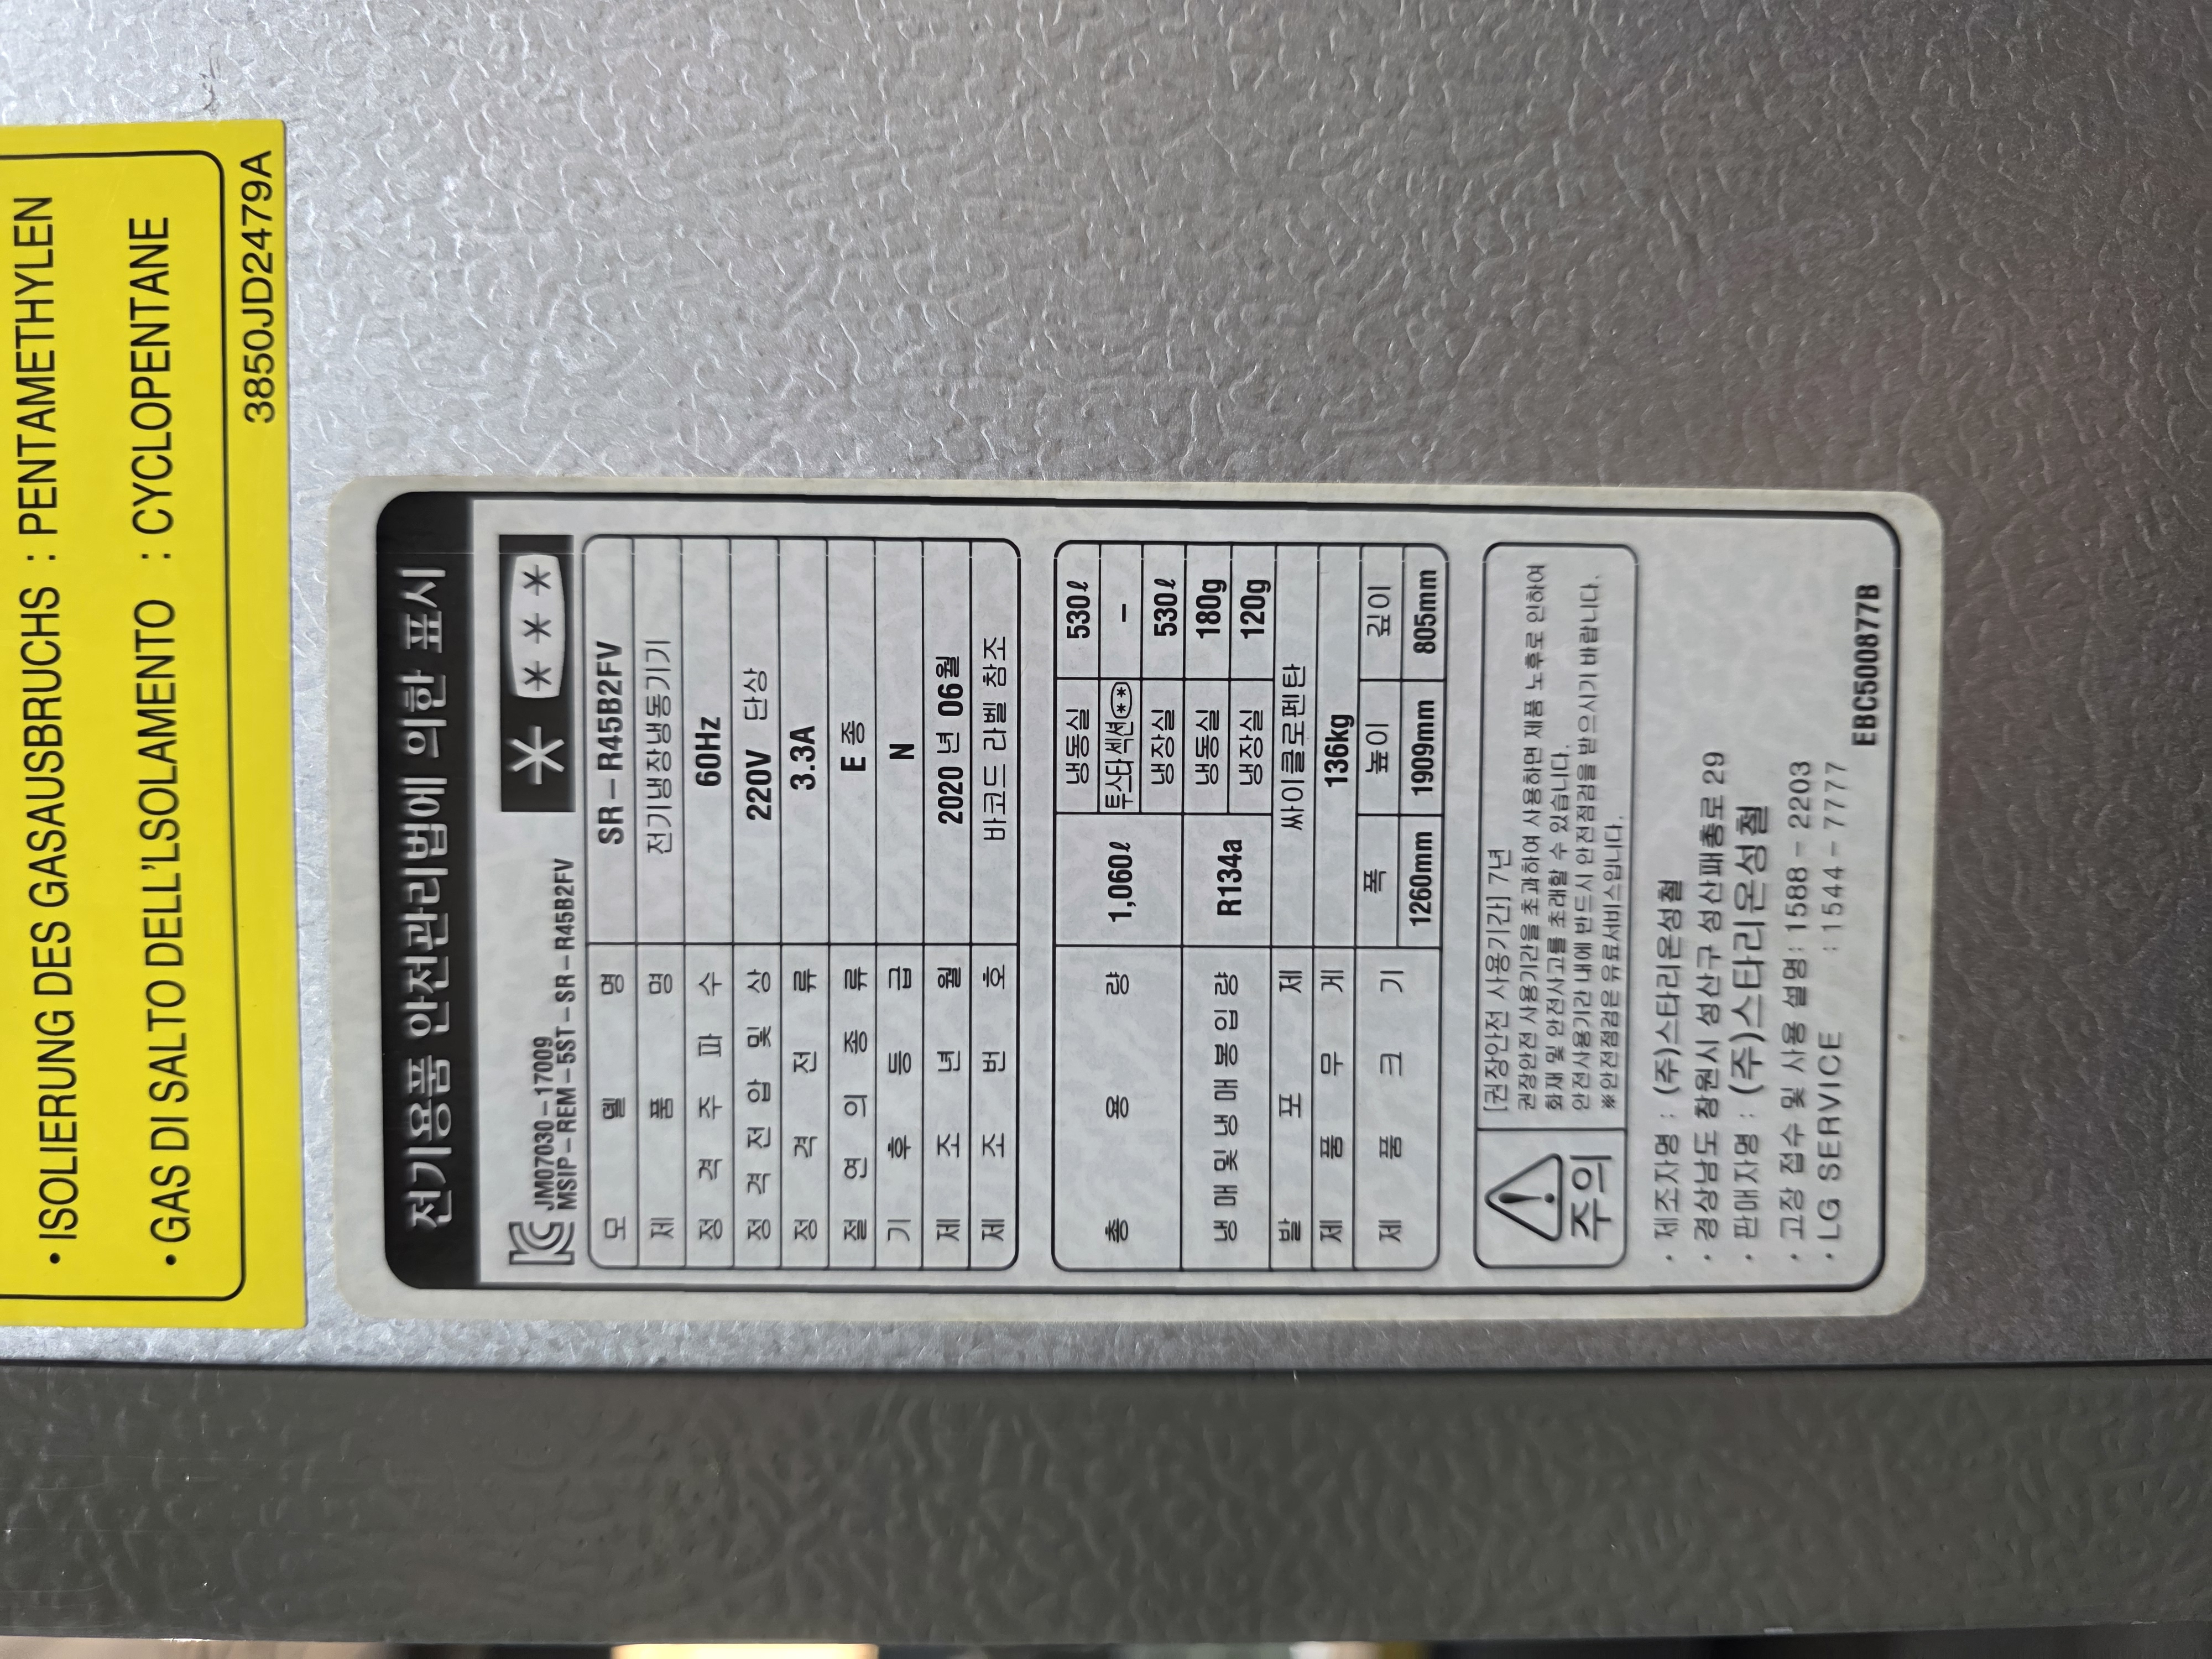 • ISOLIERUNG DES GASAUSBRUCHS : PENTAMETHYLEN
• GAS DI SALTO DELL'LSOLAMENTO : CYCLOPENTANE
3850JD2479A
전기용품 안전관리법에 의한 표시
JM07030-17009
MSIP-REM-5ST-SR-R45B2FV
모 델 명 SR-R45B2FV
제 품 명 전기냉장냉동기기
정 격 주 파 수 60Hz
정 격 전 압 및 상 220V 단상
정 격 전 류 3.3A
절 연 의 종 류 E 종
기 후 등 급 N
제 조 년 월 2020 년 06월
제 조 번 호 바코드 라벨 참조
총 용 량 1,060ℓ 냉동실 530ℓ
투스타섹션(**) -
냉장실 530ℓ
냉 매 및 냉 매 봉 입 량 R134a 냉동실 180g
냉장실 120g
발 포 제 싸이클로펜탄
제 품 무 게 136kg
제 품 크 기 폭 높이 깊이
1260mm 1909mm 805mm
주의
[권장안전 사용기간] 7년
권장안전 사용기간을 초과하여 사용하면 제품 노후로 인하여
화재 및 안전사고를 초래할 수 있습니다.
안전사용기간 내에 반드시 안전점검을 받으시기 바랍니다.
※안전점검은 유료서비스입니다.
· 제조자명 : (주)스타리온성철
· 경상남도 창원시 성산구 성산패총로 29
· 판매자명 : (주)스타리온성철
· 고장 접수 및 사용 설명 : 1588-2203
· LG SERVICE : 1544-7777
EBC500877B